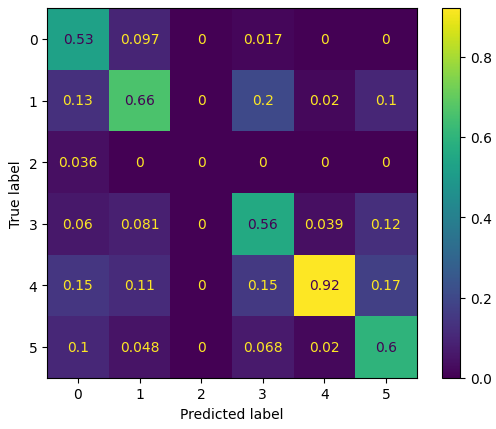 0 0.53 0.097 0 0.017 0 0
1 0.13 0.66 0 0.2 0.02 0.1
2 0.036 0 0 0 0 0
3 0.06 0.081 0 0.56 0.039 0.12
4 0.15 0.11 0 0.15 0.92 0.17
5 0.1 0.048 0 0.068 0.02 0.6
0 1 2 3 4 5
Predicted label
True label
0.8
0.6
0.4
0.2
0.0